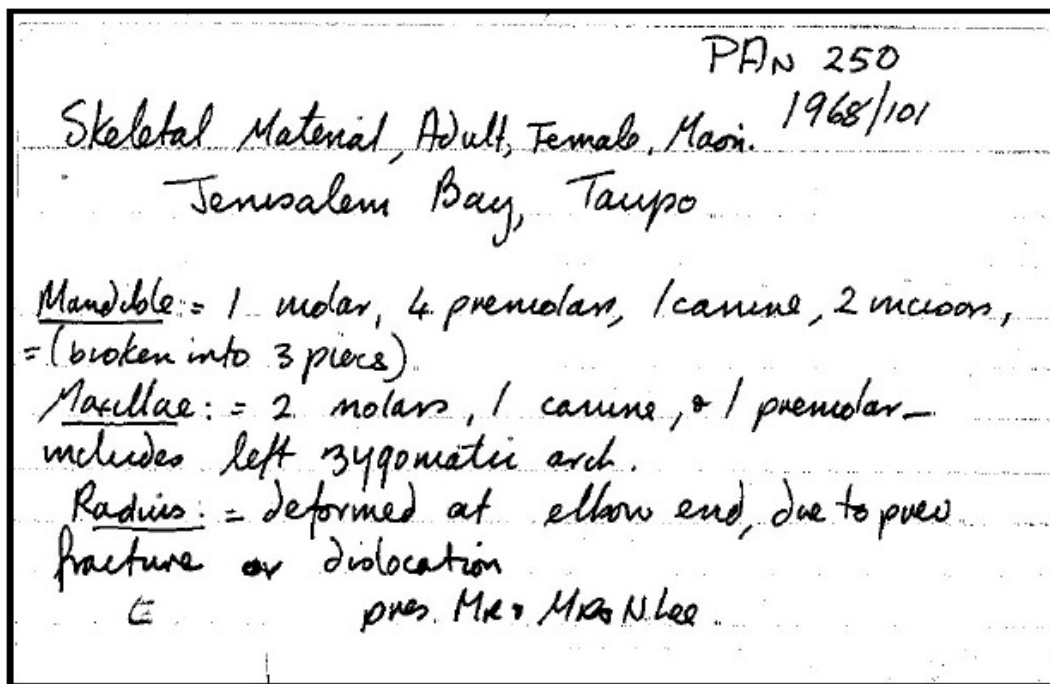 PAN 250
1968/101
Skeletal Material, Adult, Female, Maori.
Jerusalem Bay, Taupo
Mandible: = 1 molar, 4 premolars, 1 canine, 2 incisors,
= (broken into 3 pieces)
Maxillae: = 2 molars, 1 canine, & 1 premolar –
includes left zygomatic arch.
Radius: = deformed at elbow end, due to prev
fracture or dislocation
E pres. Mr & Mrs N. Lee.